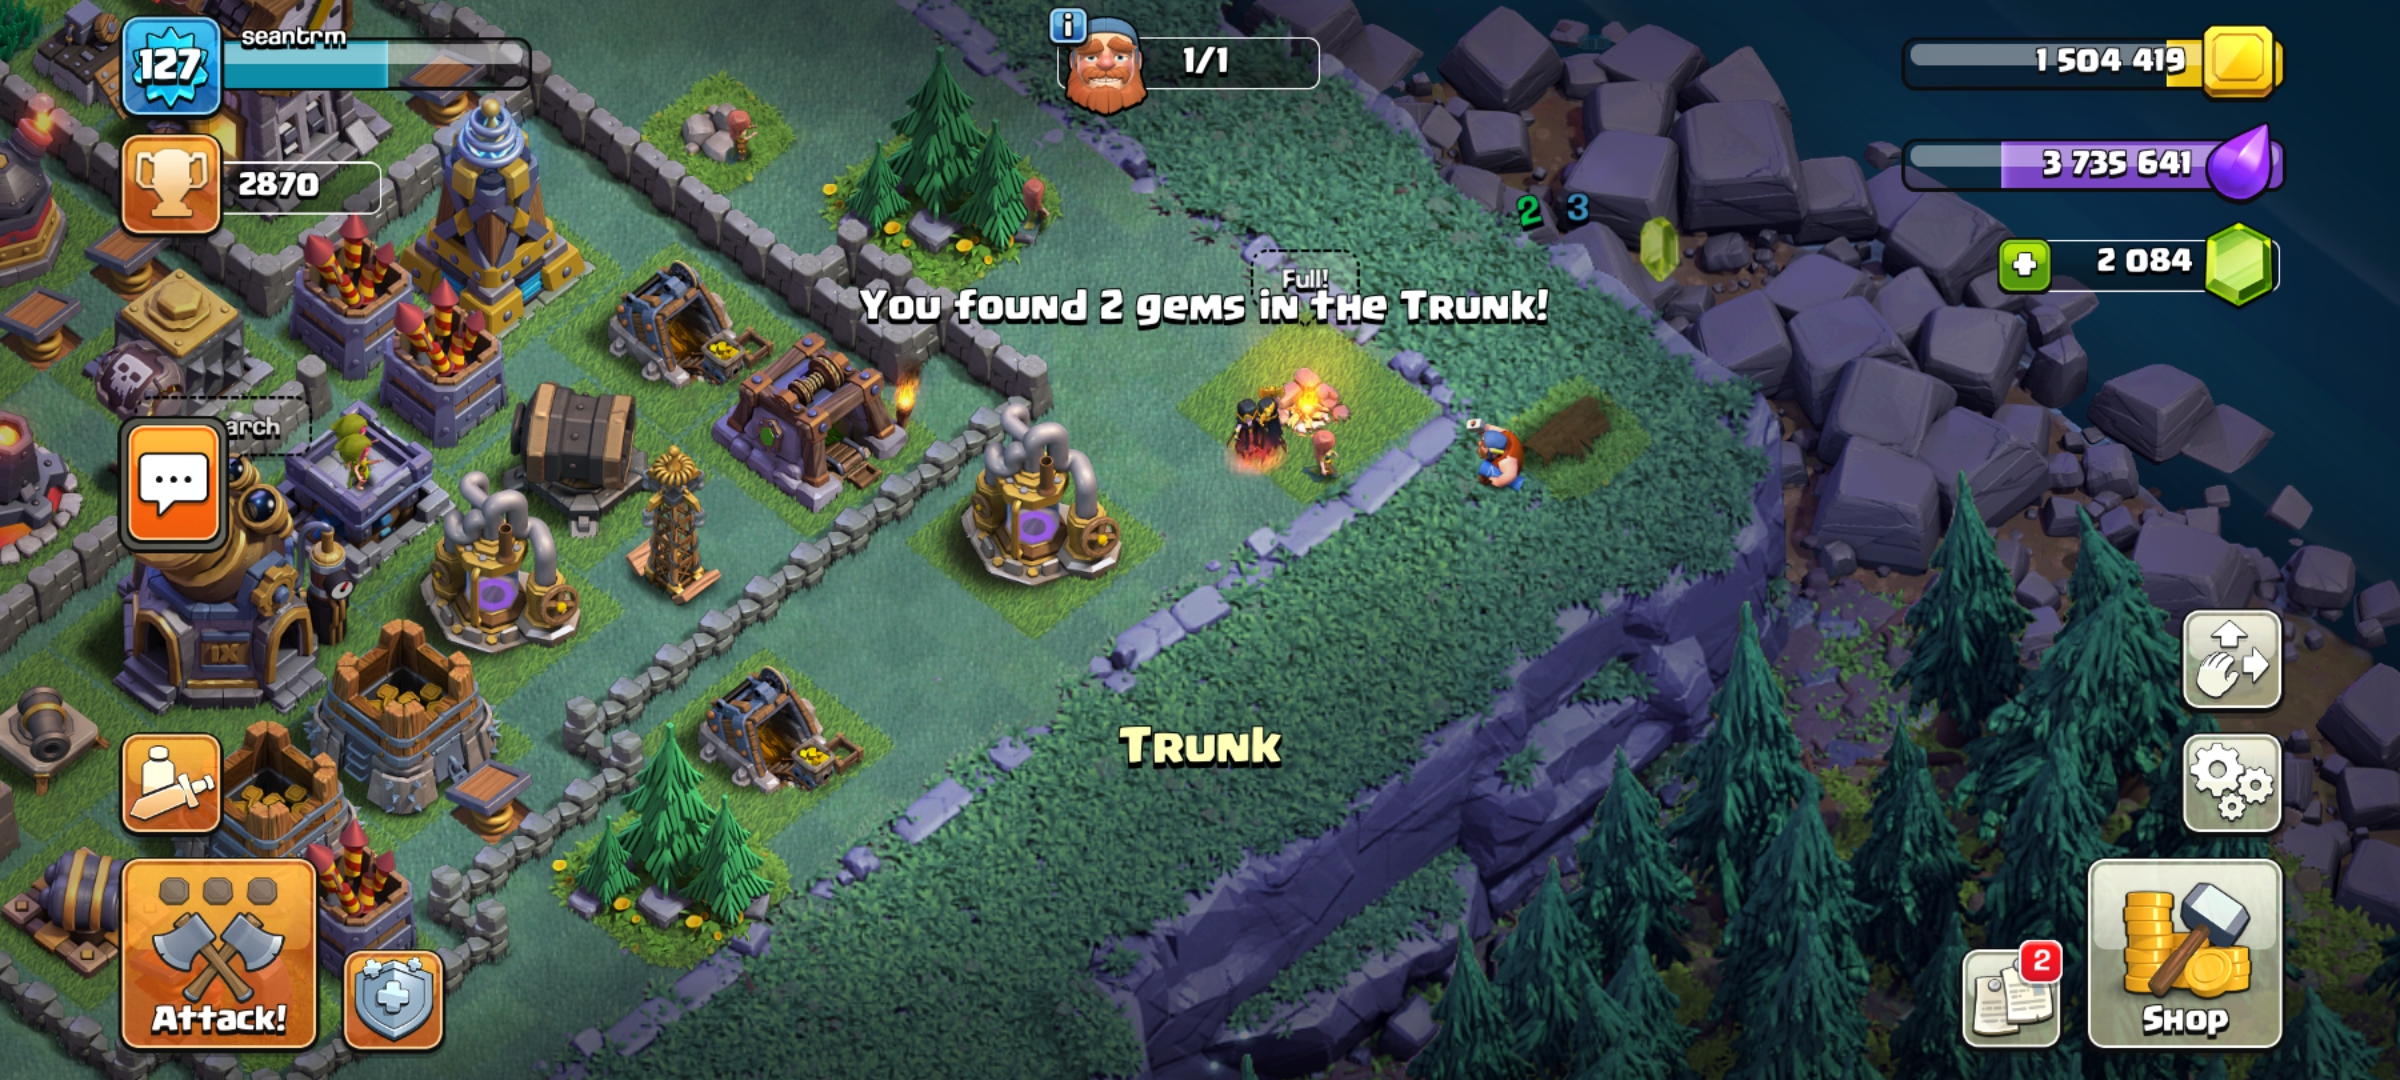 127
seantrm
i
1/1
1 504 419
2870
3 735 641
2 3
2 084
Full!
You found 2 gems in the Trunk!
arch
IX
Trunk
2
Attack!
Shop